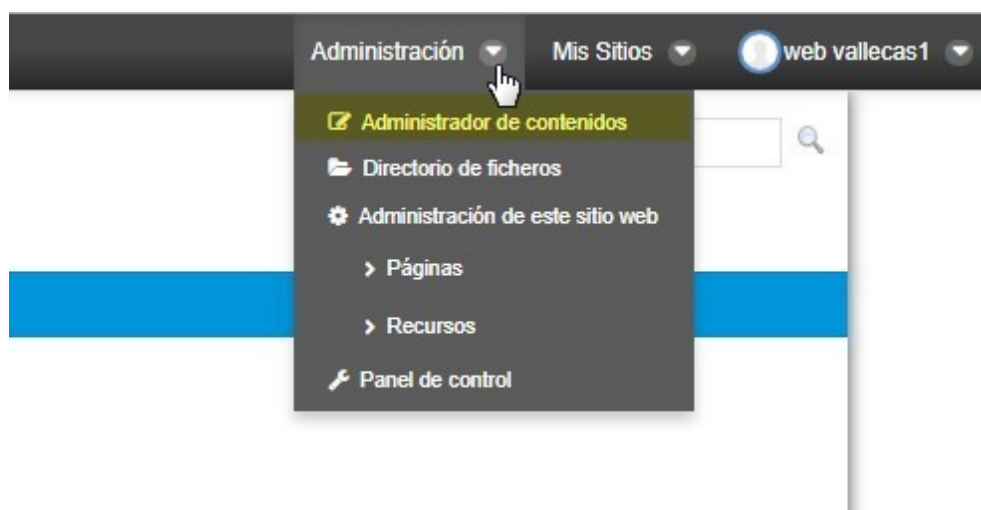 Administración
Mis Sitios
web vallecas1
Administrador de contenidos
Directorio de ficheros
Administración de este sitio web
Páginas
Recursos
Panel de control